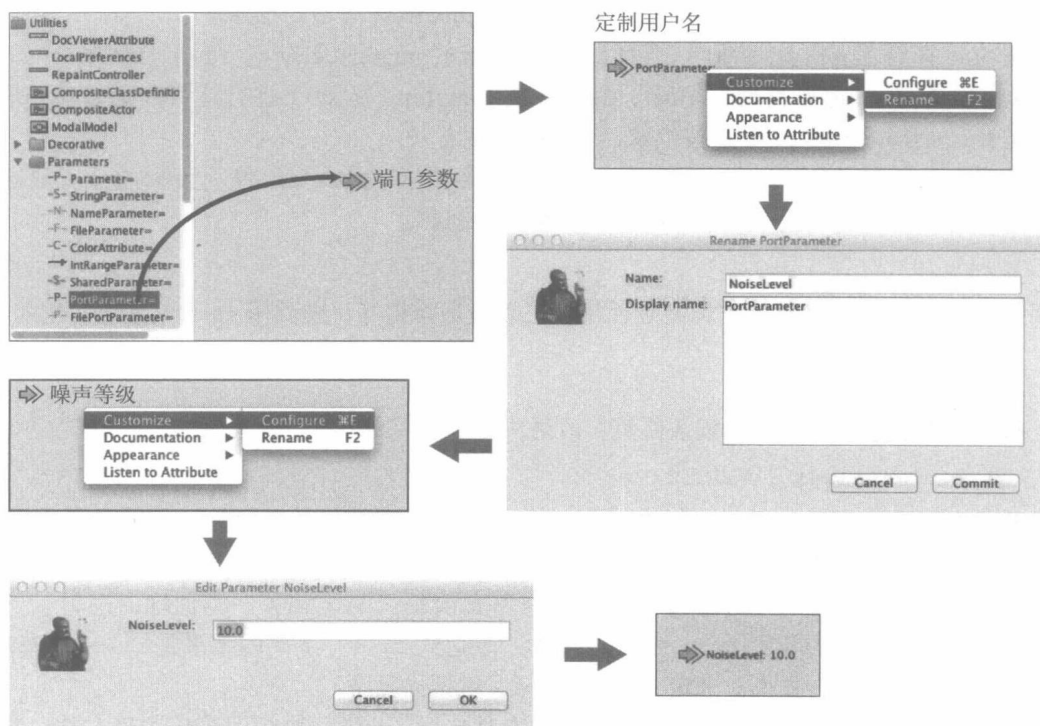 Utilities
DocViewerAttribute
LocalPreferences
RepaintController
CompositeClassDefinitio
CompositeActor
ModalModel
Decorative
Parameters
-P- Parameter=
-S- StringParameter=
-N- NameParameter=
-F- FileParameter=
-C- ColorAttribute=
IntRangeParameter=
-S- SharedParameter=
-P- PortParameter=
-P- FilePortParameter=
端口参数
定制用户名
PortParameter:
Customize
Configure ⌘E
Documentation
Rename F2
Appearance
Listen to Attribute
Rename PortParameter
Name: NoiseLevel
Display name: PortParameter
Cancel Commit
噪声等级
Customize
Configure ⌘E
Documentation
Rename F2
Appearance
Listen to Attribute
Edit Parameter NoiseLevel
NoiseLevel: 10.0
Cancel OK
NoiseLevel: 10.0